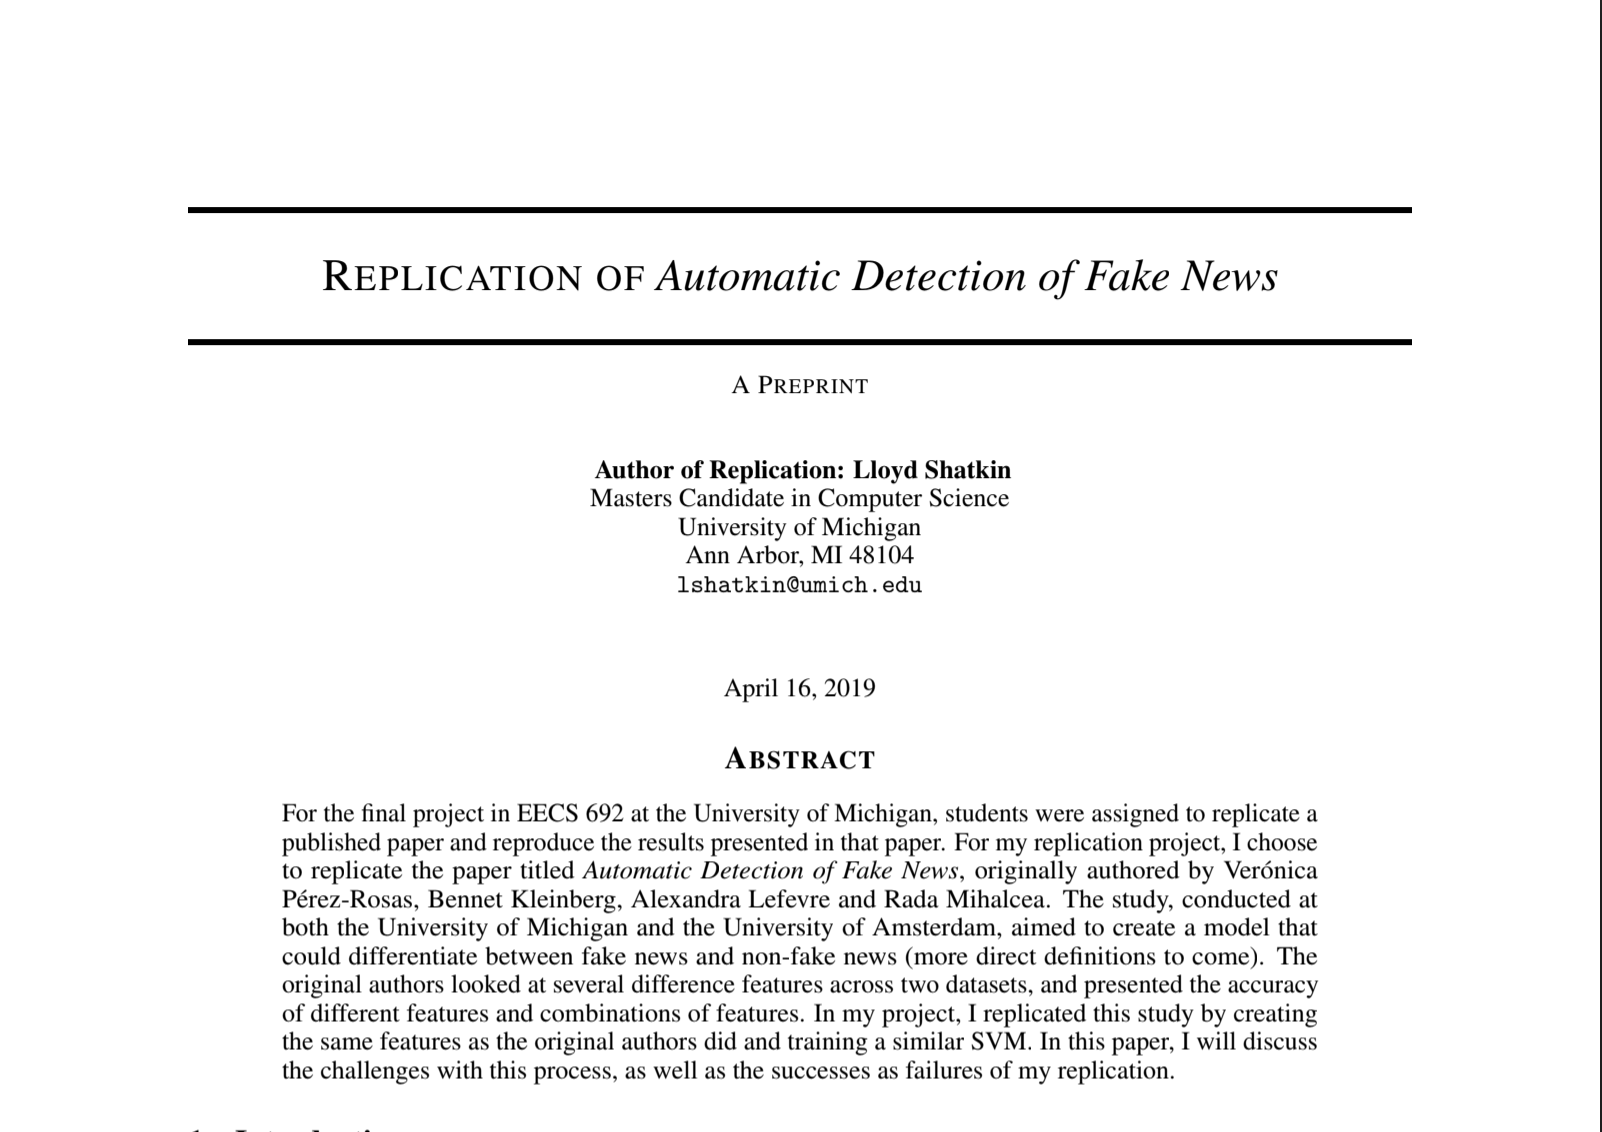 REPLICATION OF Automatic Detection of Fake News
A PREPRINT
Author of Replication: Lloyd Shatkin
Masters Candidate in Computer Science
University of Michigan
Ann Arbor, MI 48104
lshatkin@umich.edu
April 16, 2019
ABSTRACT
For the final project in EECS 692 at the University of Michigan, students were assigned to replicate a
published paper and reproduce the results presented in that paper. For my replication project, I choose
to replicate the paper titled Automatic Detection of Fake News, originally authored by Verónica
Pérez-Rosas, Bennet Kleinberg, Alexandra Lefevre and Rada Mihalcea. The study, conducted at
both the University of Michigan and the University of Amsterdam, aimed to create a model that
could differentiate between fake news and non-fake news (more direct definitions to come). The
original authors looked at several difference features across two datasets, and presented the accuracy
of different features and combinations of features. In my project, I replicated this study by creating
the same features as the original authors did and training a similar SVM. In this paper, I will discuss
the challenges with this process, as well as the successes as failures of my replication.